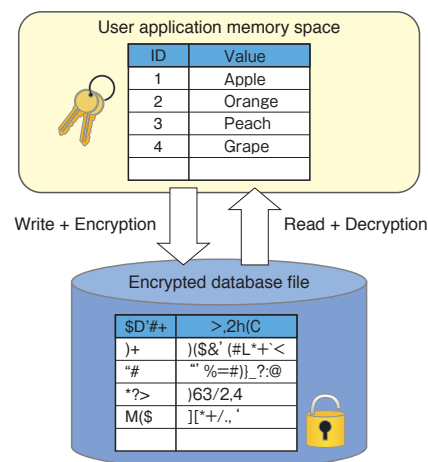 User application memory space
ID Value
1 Apple
2 Orange
3 Peach
4 Grape
Write + Encryption
Read + Decryption
Encrypted database file
$D'#+ >,2h(C
)+ )($&'(#L*+`<
"# "'%=#)}_?:@
*?> )63/2,4
M($ ][*+/.,'